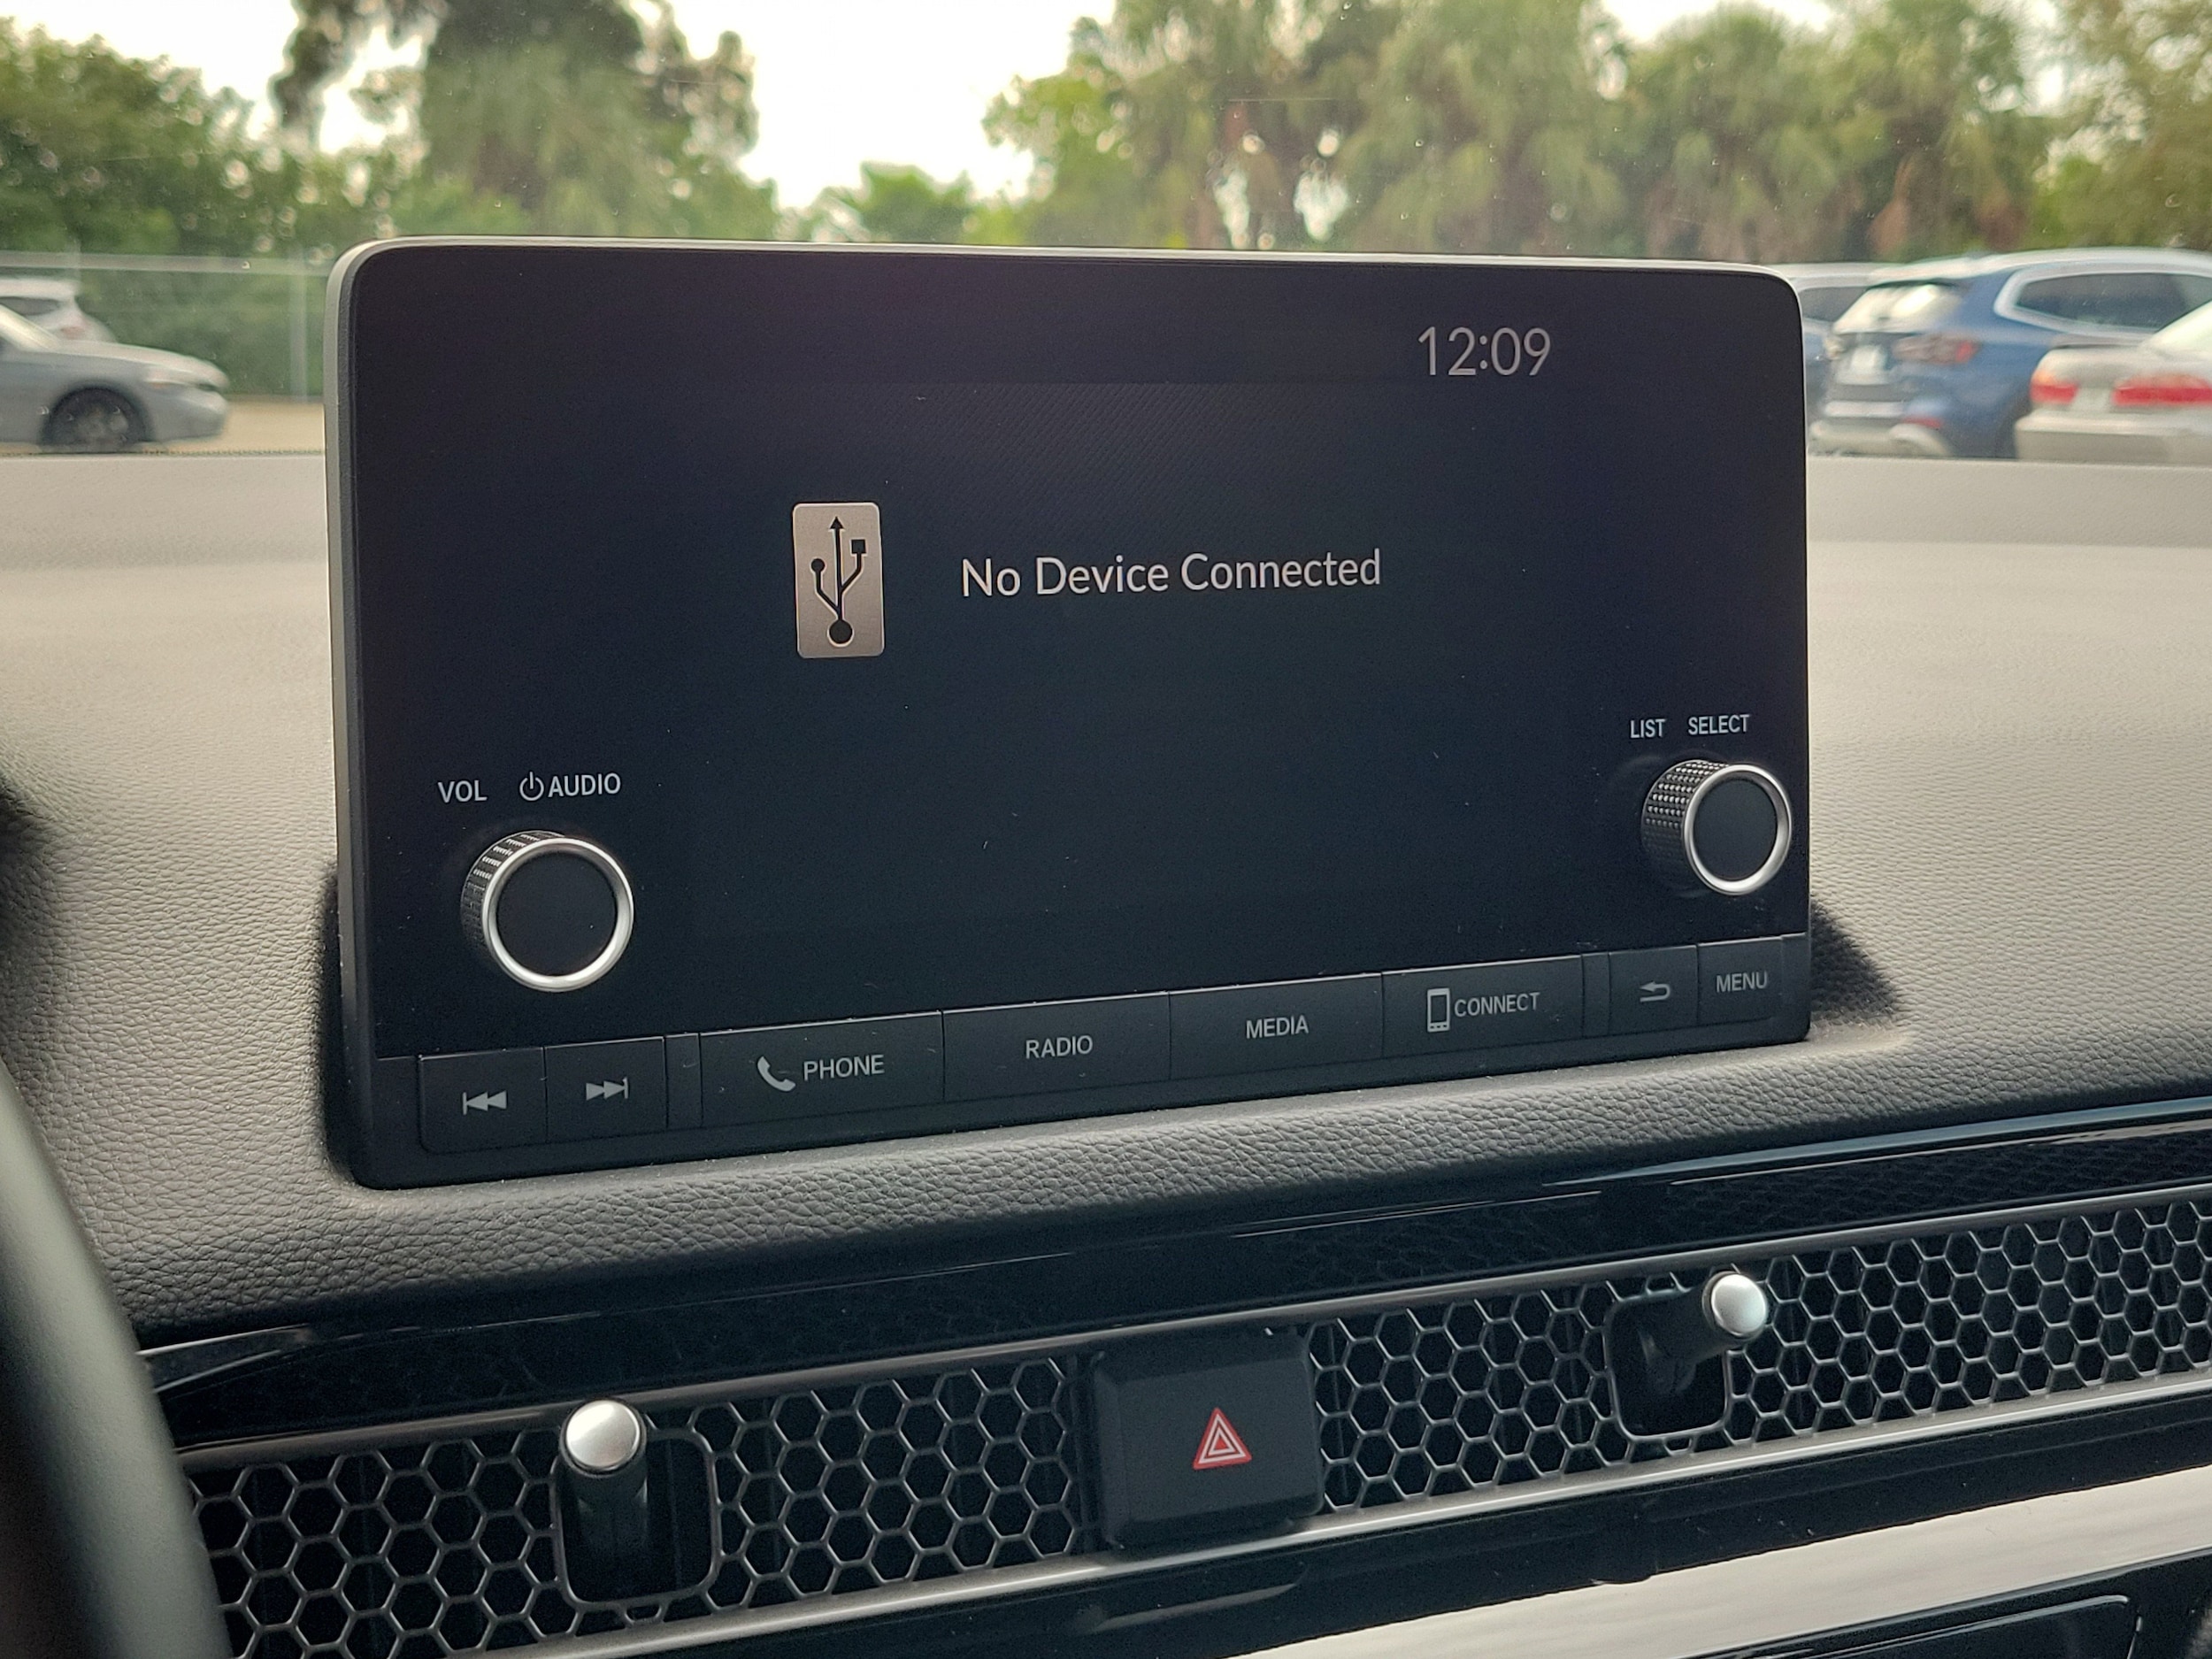 12:09
No Device Connected
LIST SELECT
VOL AUDIO
PHONE
RADIO
MEDIA
CONNECT
MENU